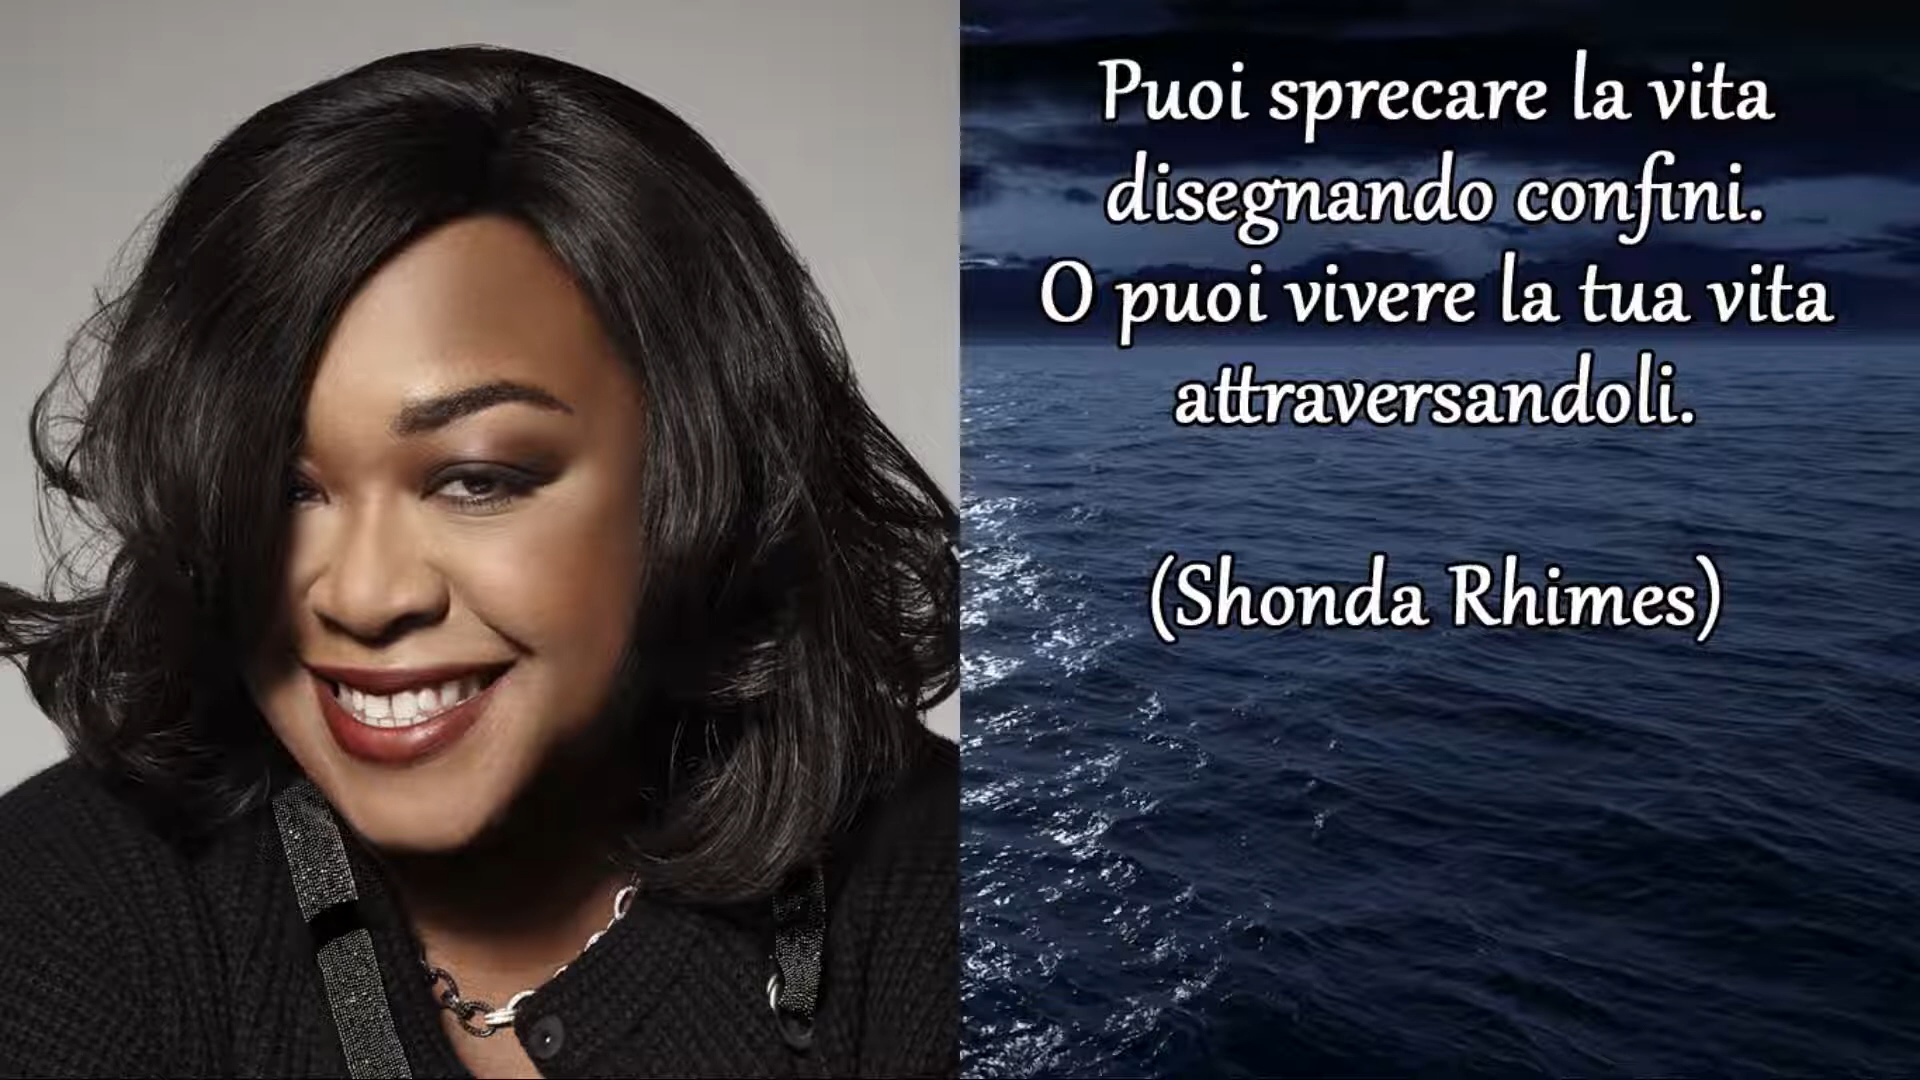 Puoi sprecare la vita
disegnando confini.
O puoi vivere la tua vita
attraversandoli.
(Shonda Rhimes)